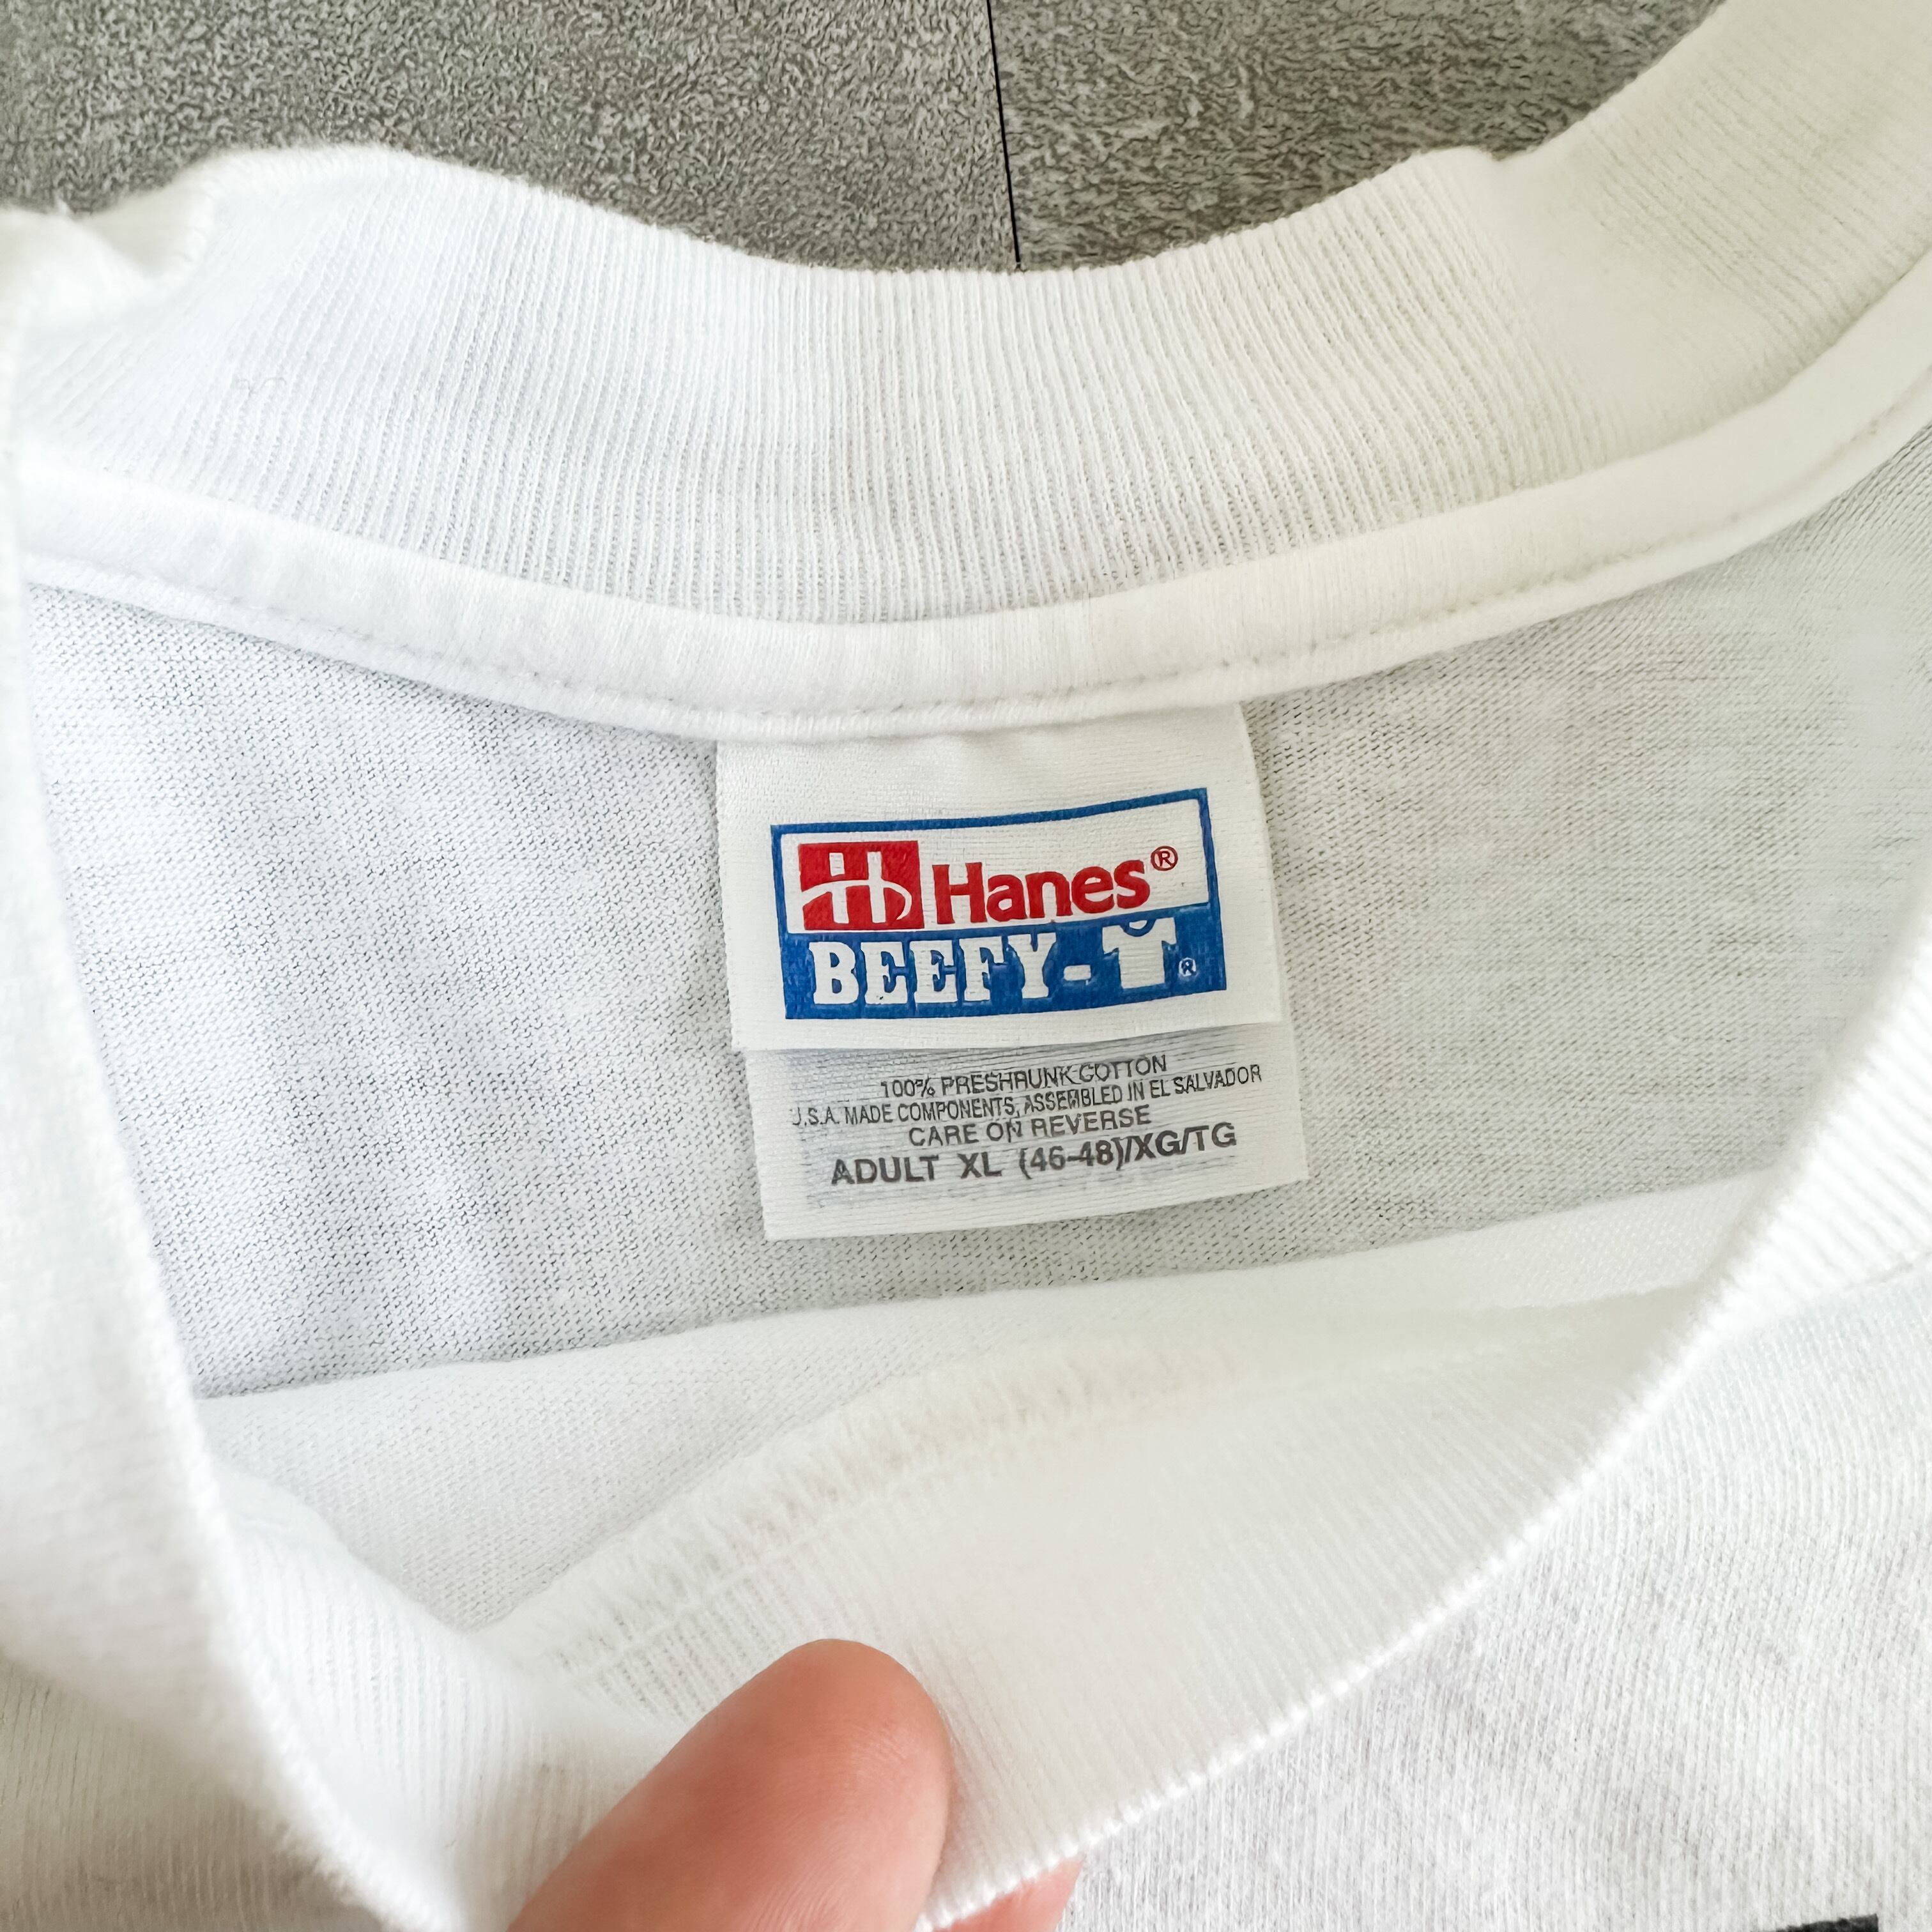 Hanes®
BEEFY-T®
100% PRESHRUNK COTTON
U.S.A. MADE COMPONENTS, ASSEMBLED IN EL SALVADOR
CARE ON REVERSE
ADULT XL (46-48)/XG/TG